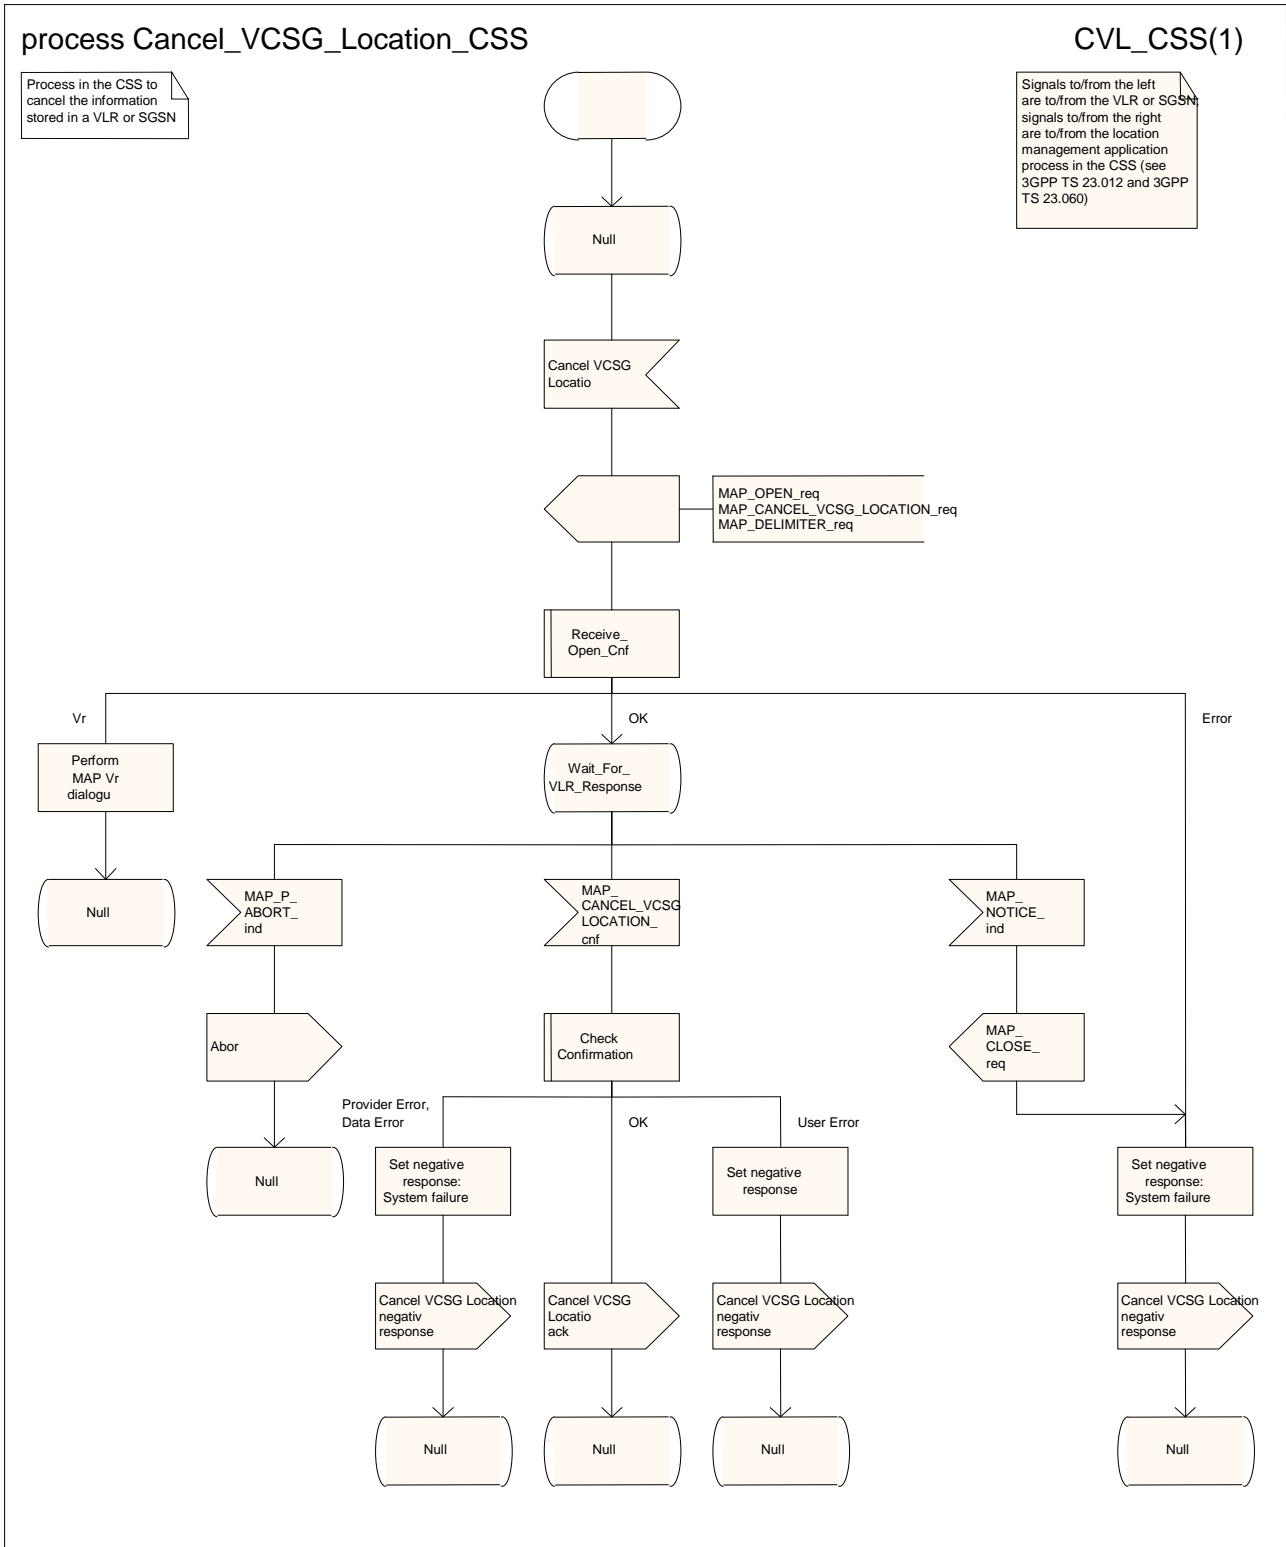 process Cancel_VCSG_Location_CSS
CVL_CSS(1)
Process in the CSS to
cancel the information
stored in a VLR or SGSN
Signals to/from the left
are to/from the VLR or SGSN;
signals to/from the right
are to/from the location
management application
process in the CSS (see
3GPP TS 23.012 and 3GPP
TS 23.060)
Null
Cancel VCSG
Locatio
MAP_OPEN_req
MAP_CANCEL_VCSG_LOCATION_req
MAP_DELIMITER_req
Receive_
Open_Cnf
Vr
OK
Error
Perform
MAP Vr
dialogu
Wait_For_
VLR_Response
Null
MAP_P_
ABORT_
ind
MAP_
CANCEL_VCSG
LOCATION_
cnf
MAP_
NOTICE_
ind
Abor
Check
Confirmation
MAP_
CLOSE_
req
Provider Error,
Data Error
OK
User Error
Null
Set negative
response:
System failure
Set negative
response
Set negative
response:
System failure
Cancel VCSG Location
negativ
response
Cancel VCSG
Locatio
ack
Cancel VCSG Location
negativ
response
Cancel VCSG Location
negativ
response
Null
Null
Null
Null